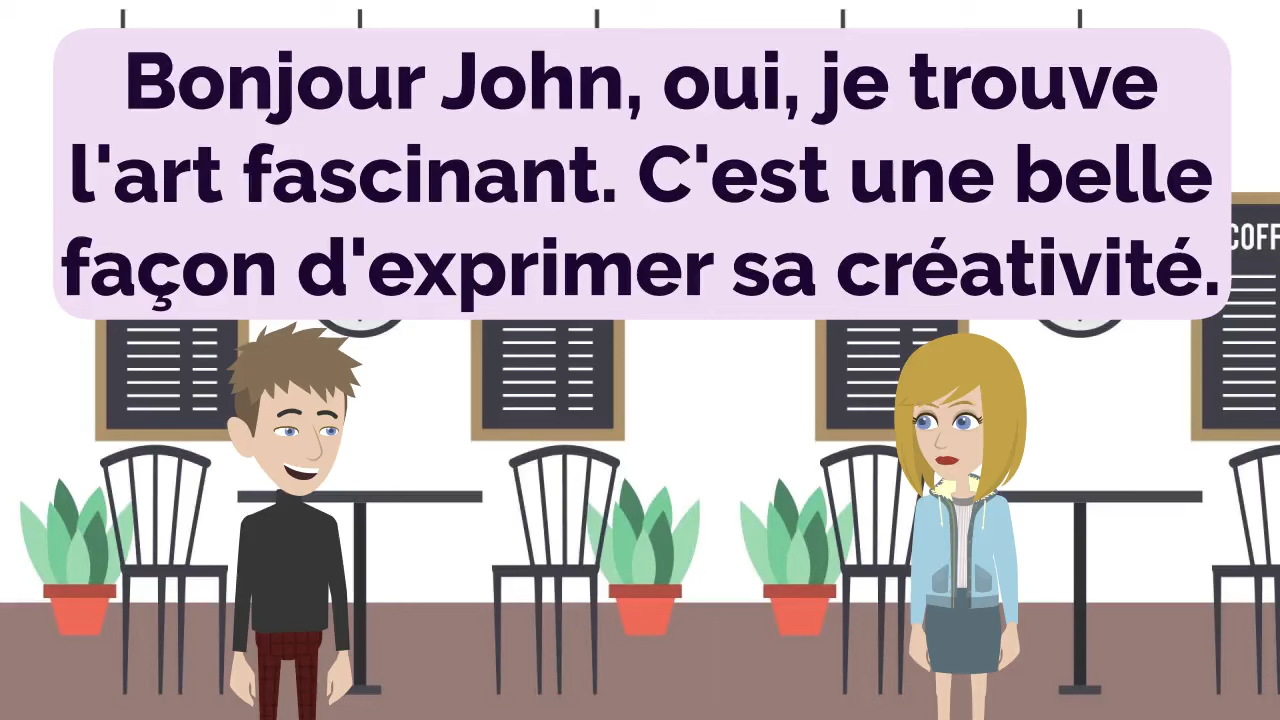 Bonjour John, oui, je trouve
l'art fascinant. C'est une belle
façon d'exprimer sa créativité.